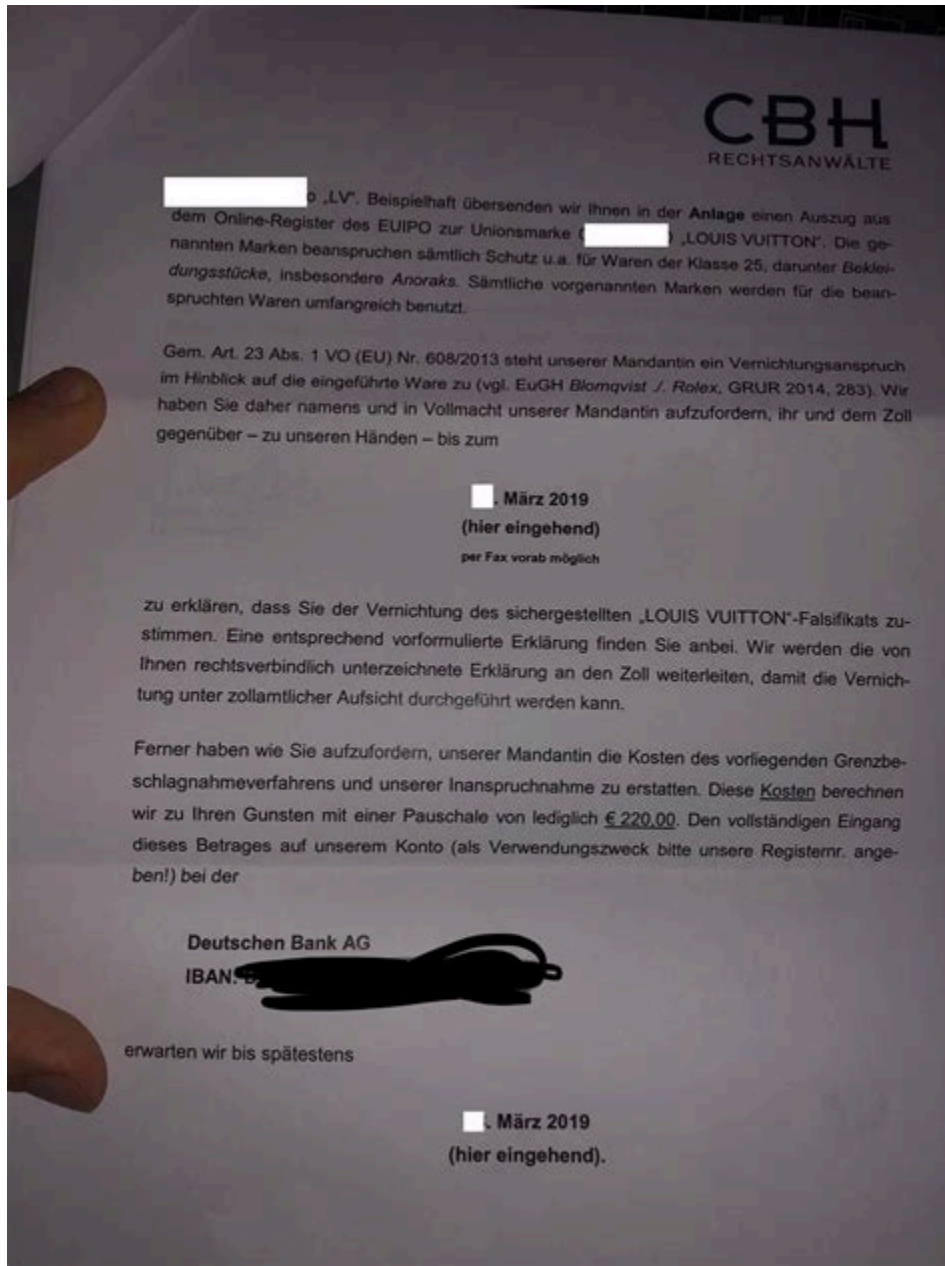 CBH
RECHTSANWÄLTE
„LV“. Beispielhaft übersenden wir Ihnen in der Anlage einen Auszug aus
dem Online-Register des EUIPO zur Unionsmarke ( ) „LOUIS VUITTON“. Die ge-
nannten Marken beanspruchen sämtlich Schutz u.a. für Waren der Klasse 25, darunter Beklei-
dungsstücke, insbesondere Anoraks. Sämtliche vorgenannten Marken werden für die bean-
spruchten Waren umfangreich benutzt.
Gem. Art. 23 Abs. 1 VO (EU) Nr. 608/2013 steht unserer Mandantin ein Vernichtungsanspruch
im Hinblick auf die eingeführte Ware zu (vgl. EuGH Blomqvist ./. Rolex, GRUR 2014, 283). Wir
haben Sie daher namens und in Vollmacht unserer Mandantin aufzufordern, ihr und dem Zoll
gegenüber – zu unseren Händen – bis zum
. März 2019
(hier eingehend)
per Fax vorab möglich
zu erklären, dass Sie der Vernichtung des sichergestellten „LOUIS VUITTON“-Falsifikats zu-
stimmen. Eine entsprechend vorformulierte Erklärung finden Sie anbei. Wir werden die von
Ihnen rechtsverbindlich unterzeichnete Erklärung an den Zoll weiterleiten, damit die Vernich-
tung unter zollamtlicher Aufsicht durchgeführt werden kann.
Ferner haben wie Sie aufzufordern, unserer Mandantin die Kosten des vorliegenden Grenzbe-
schlagnahmeverfahrens und unserer Inanspruchnahme zu erstatten. Diese Kosten berechnen
wir zu Ihren Gunsten mit einer Pauschale von lediglich € 220,00. Den vollständigen Eingang
dieses Betrages auf unserem Konto (als Verwendungszweck bitte unsere Registernr. ange-
ben!) bei der
Deutschen Bank AG
IBAN:
erwarten wir bis spätestens
. März 2019
(hier eingehend).